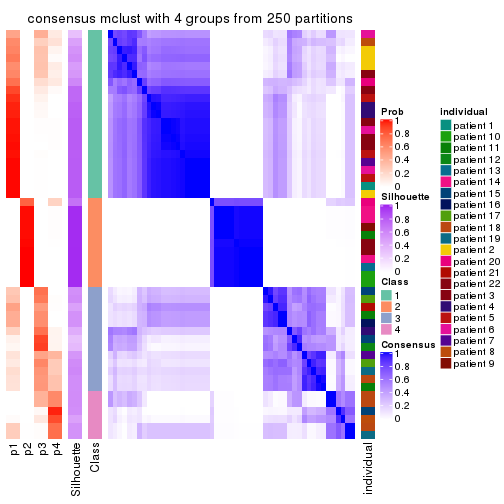 consensus mclust with 4 groups from 250 partitions
Prob
1
0.8
0.6
0.4
0.2
0
Silhouette
1
0.8
0.6
0.4
0.2
0
Class
1
2
3
4
Consensus
1
0.8
0.6
0.4
0.2
0
individual
patient 1
patient 10
patient 11
patient 12
patient 13
patient 14
patient 15
patient 16
patient 17
patient 18
patient 19
patient 2
patient 20
patient 21
patient 22
patient 3
patient 4
patient 5
patient 6
patient 7
patient 8
patient 9
p1
p2
p3
p4
Silhouette
Class
individual